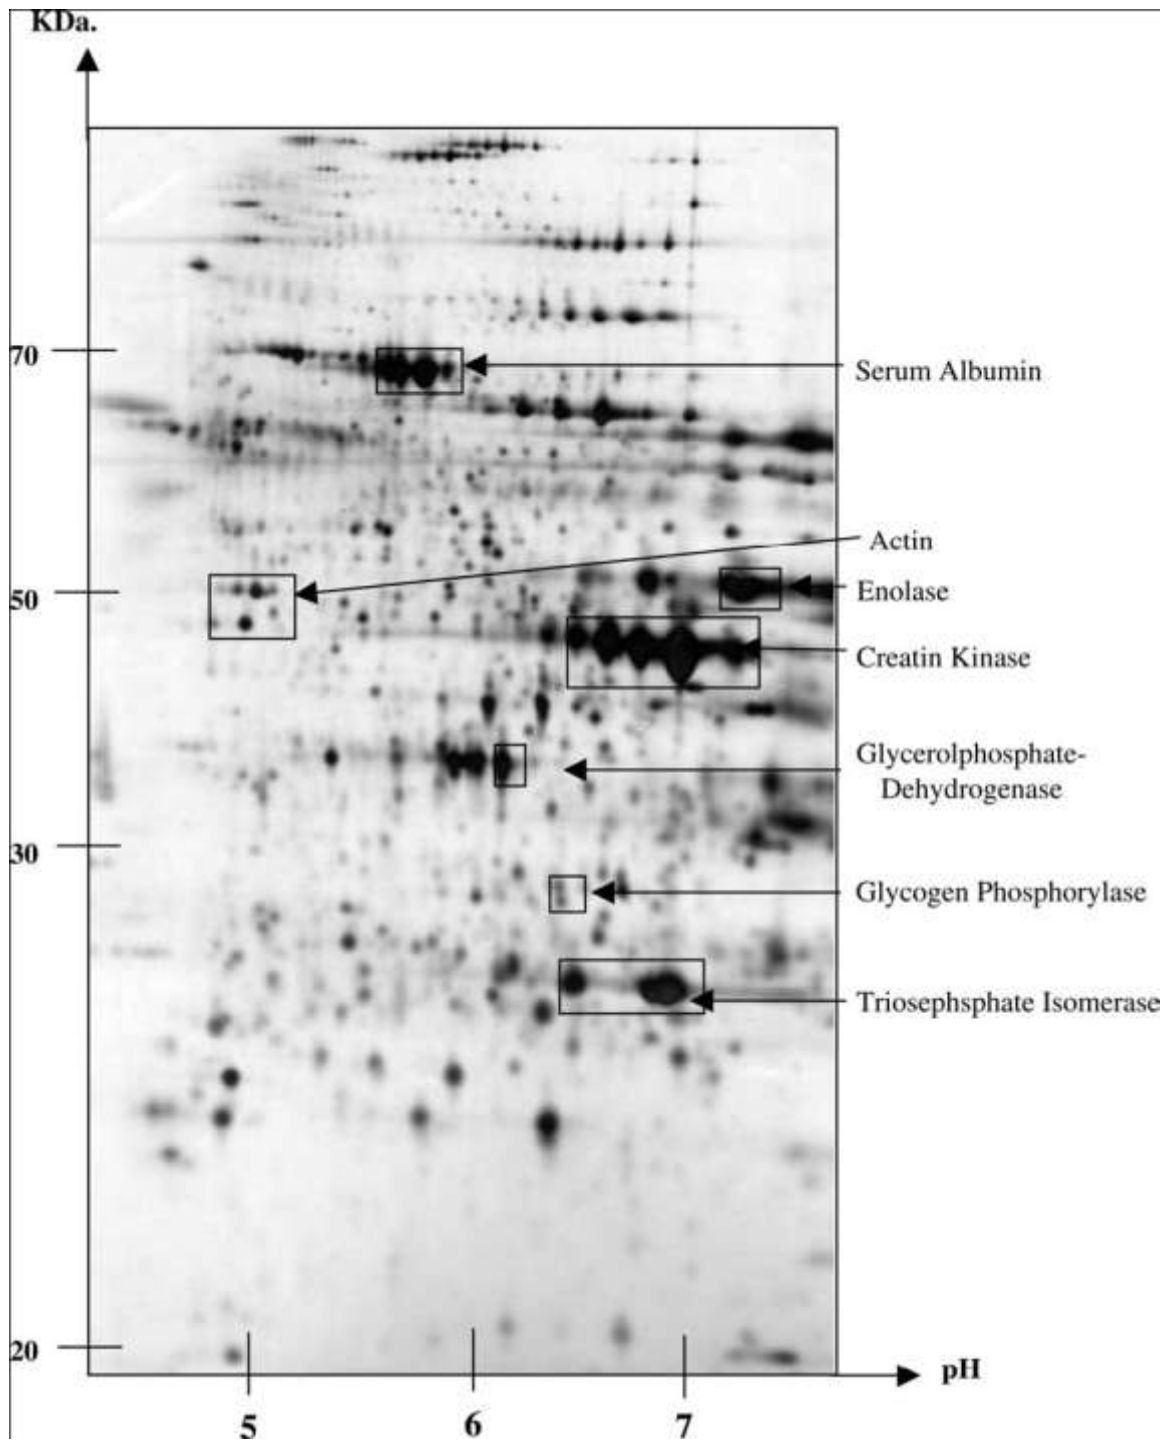 KDa.
70
Serum Albumin
Actin
50
Enolase
Creatin Kinase
Glycerolphosphate-
Dehydrogenase
30
Glycogen Phosphorylase
Triosephsphate Isomerase
20
pH
5 6 7